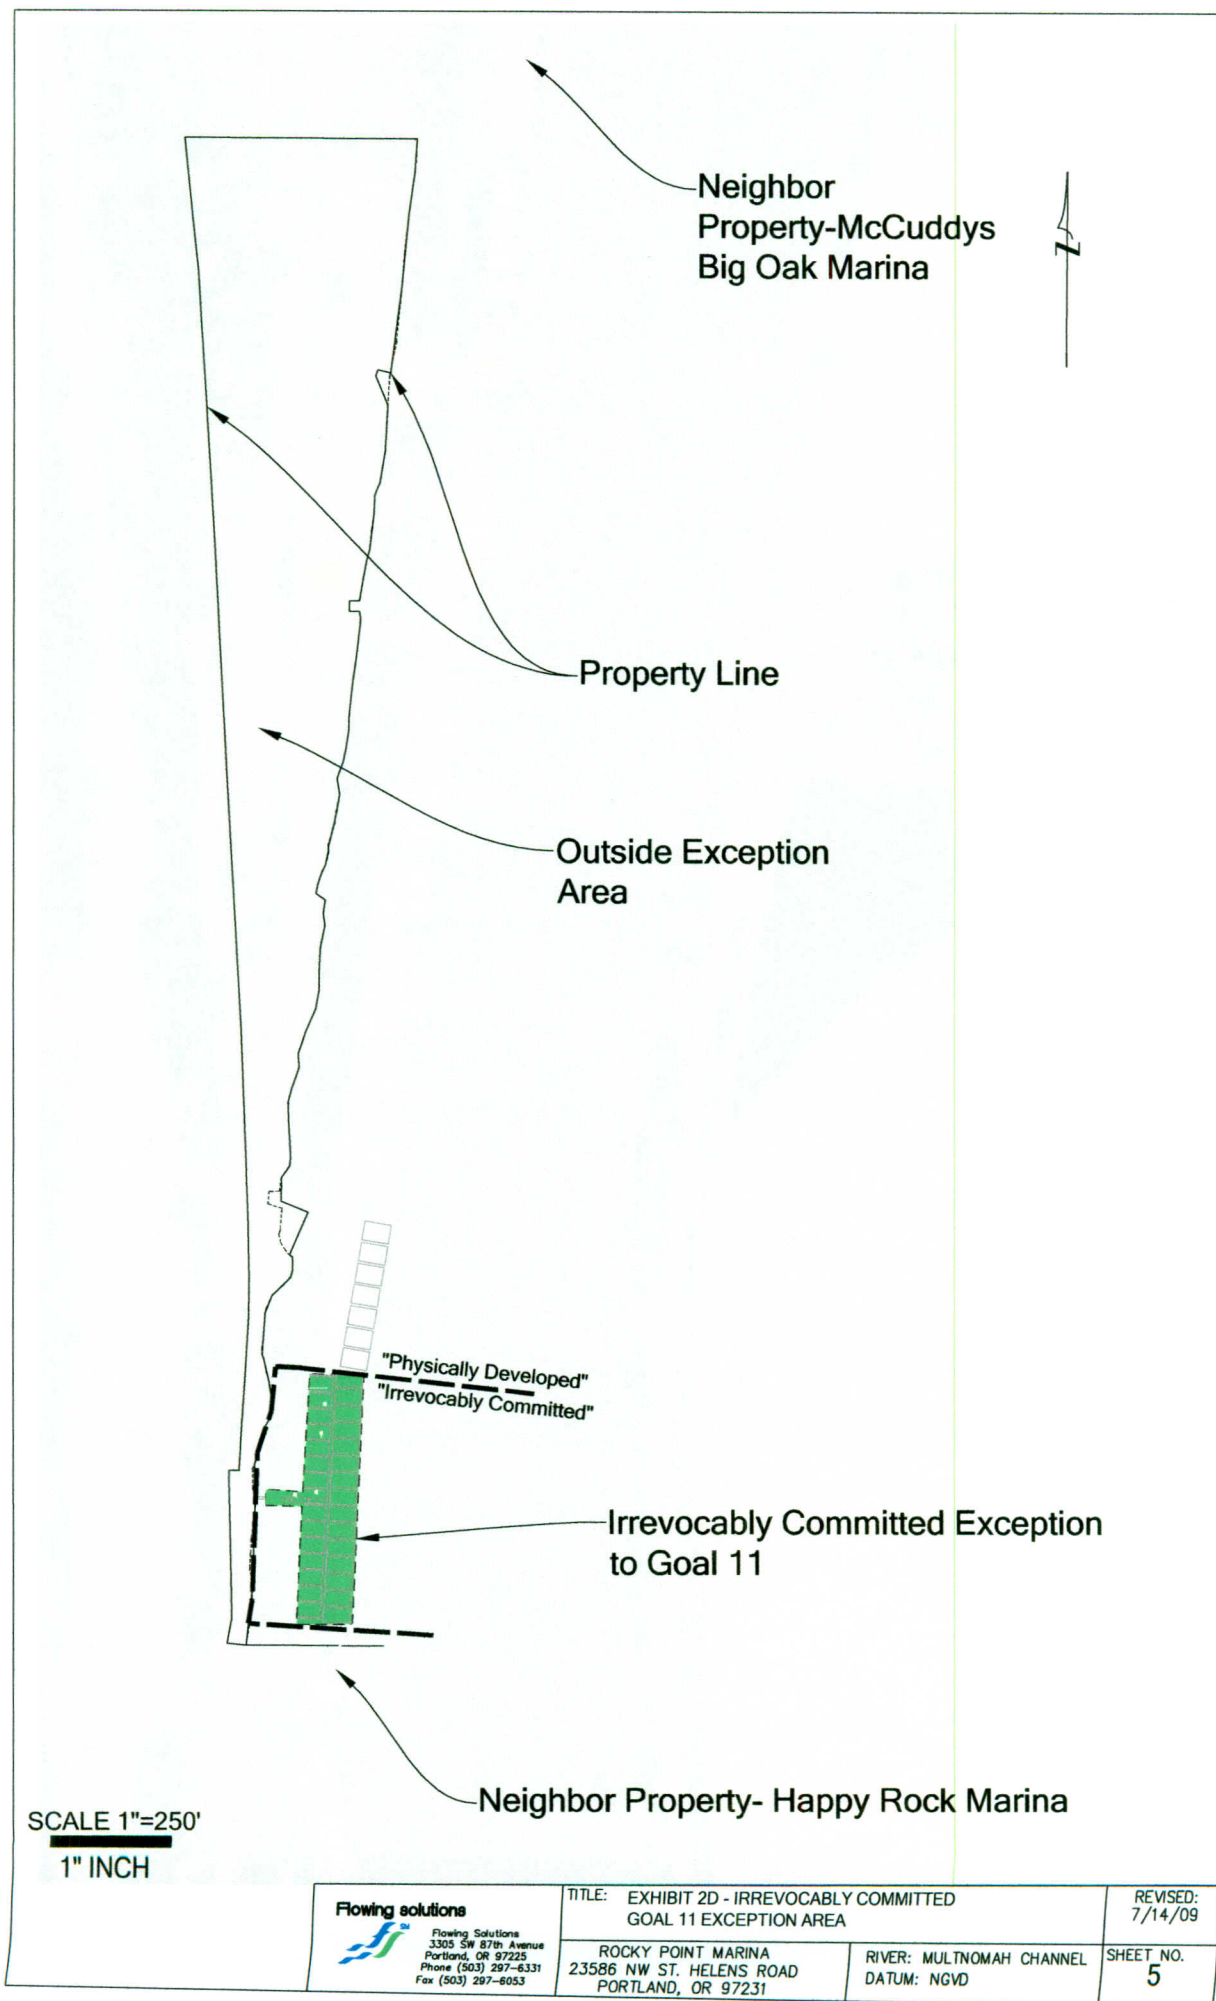 Neighbor
Property-McCuddys
Big Oak Marina
Z
Property Line
Outside Exception
Area
"Physically Developed"
"Irrevocably Committed"
Irrevocably Committed Exception
to Goal 11
Neighbor Property- Happy Rock Marina
SCALE 1"=250'
1" INCH
Flowing solutions
SM
Flowing Solutions
3305 SW 87th Avenue
Portland, OR 97225
Phone (503) 297-6331
Fax (503) 297-6053
TITLE: EXHIBIT 2D - IRREVOCABLY COMMITTED
GOAL 11 EXCEPTION AREA
REVISED:
7/14/09
ROCKY POINT MARINA
23586 NW ST. HELENS ROAD
PORTLAND, OR 97231
RIVER: MULTNOMAH CHANNEL
DATUM: NGVD
SHEET NO.
5